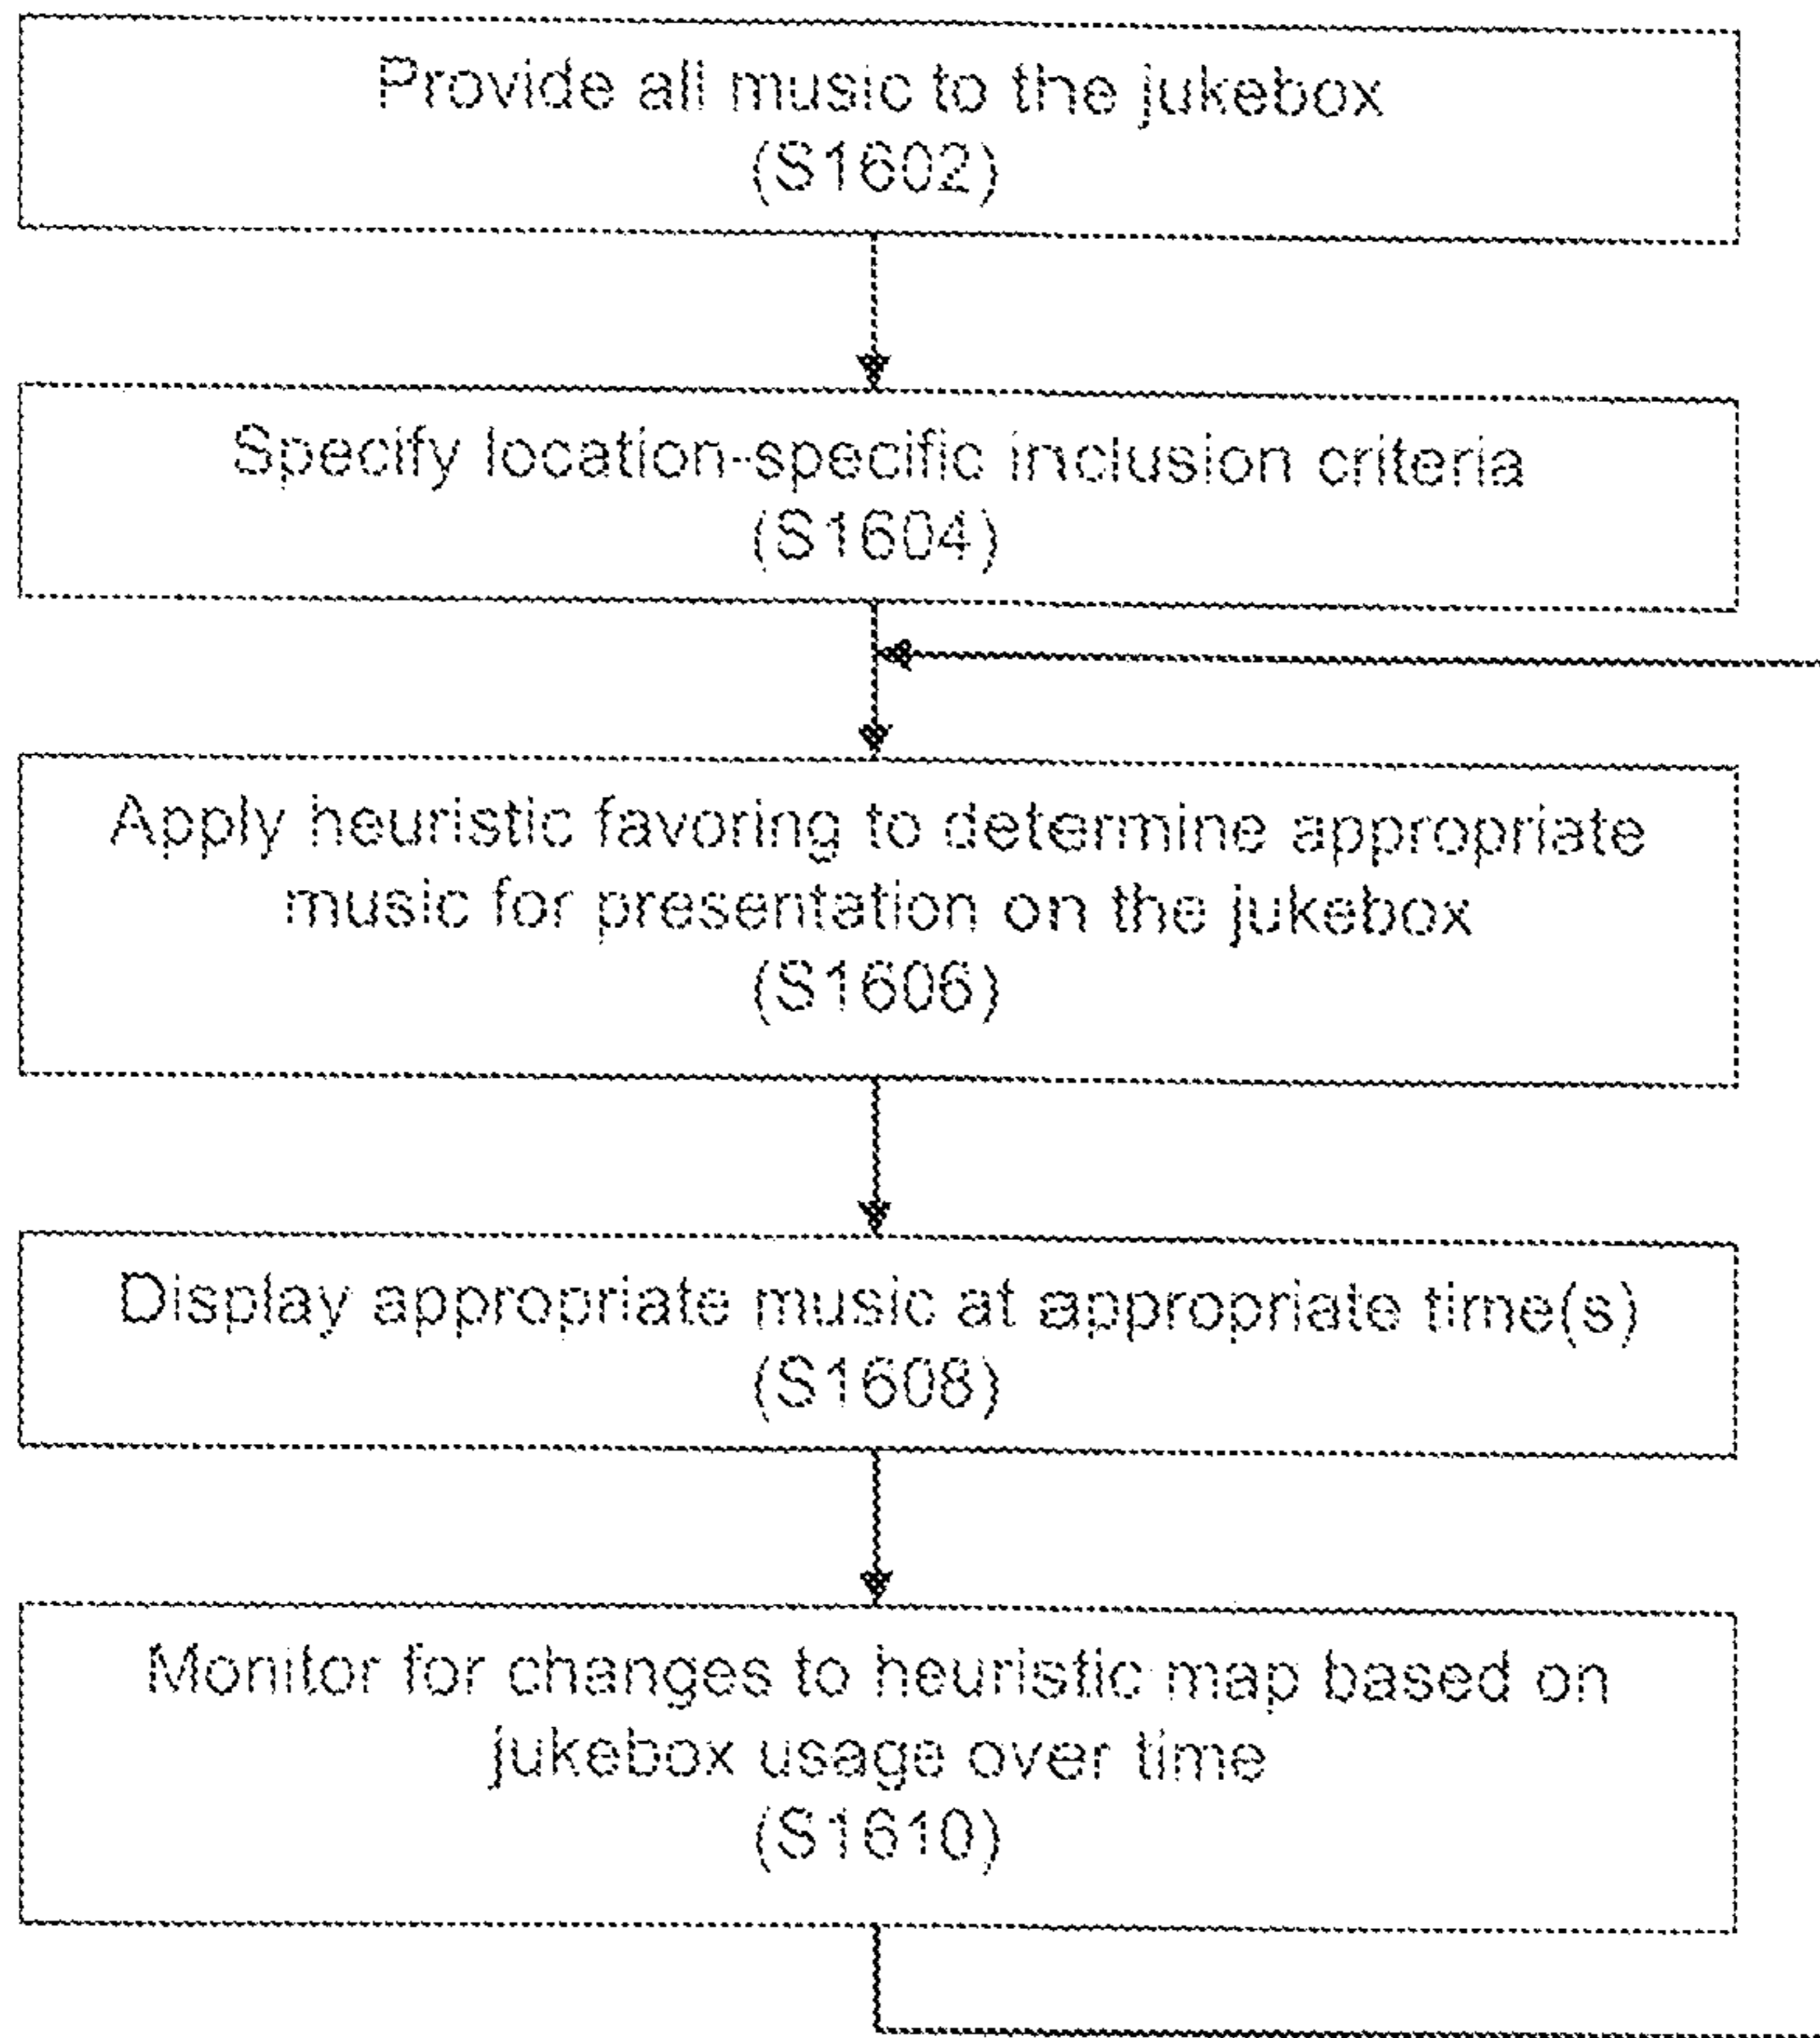 Provide all music to the jukebox
(S1602)
Specify location-specific inclusion criteria
(S1604)
Apply heuristic favoring to determine appropriate
music for presentation on the jukebox
(S1606)
Display appropriate music at appropriate time(s)
(S1608)
Monitor for changes to heuristic map based on
jukebox usage over time
(S1610)